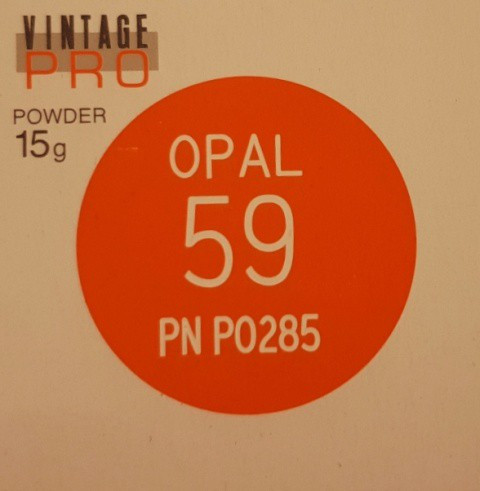 VINTAGE
PRO
POWDER
15g
OPAL
59
PN P0285